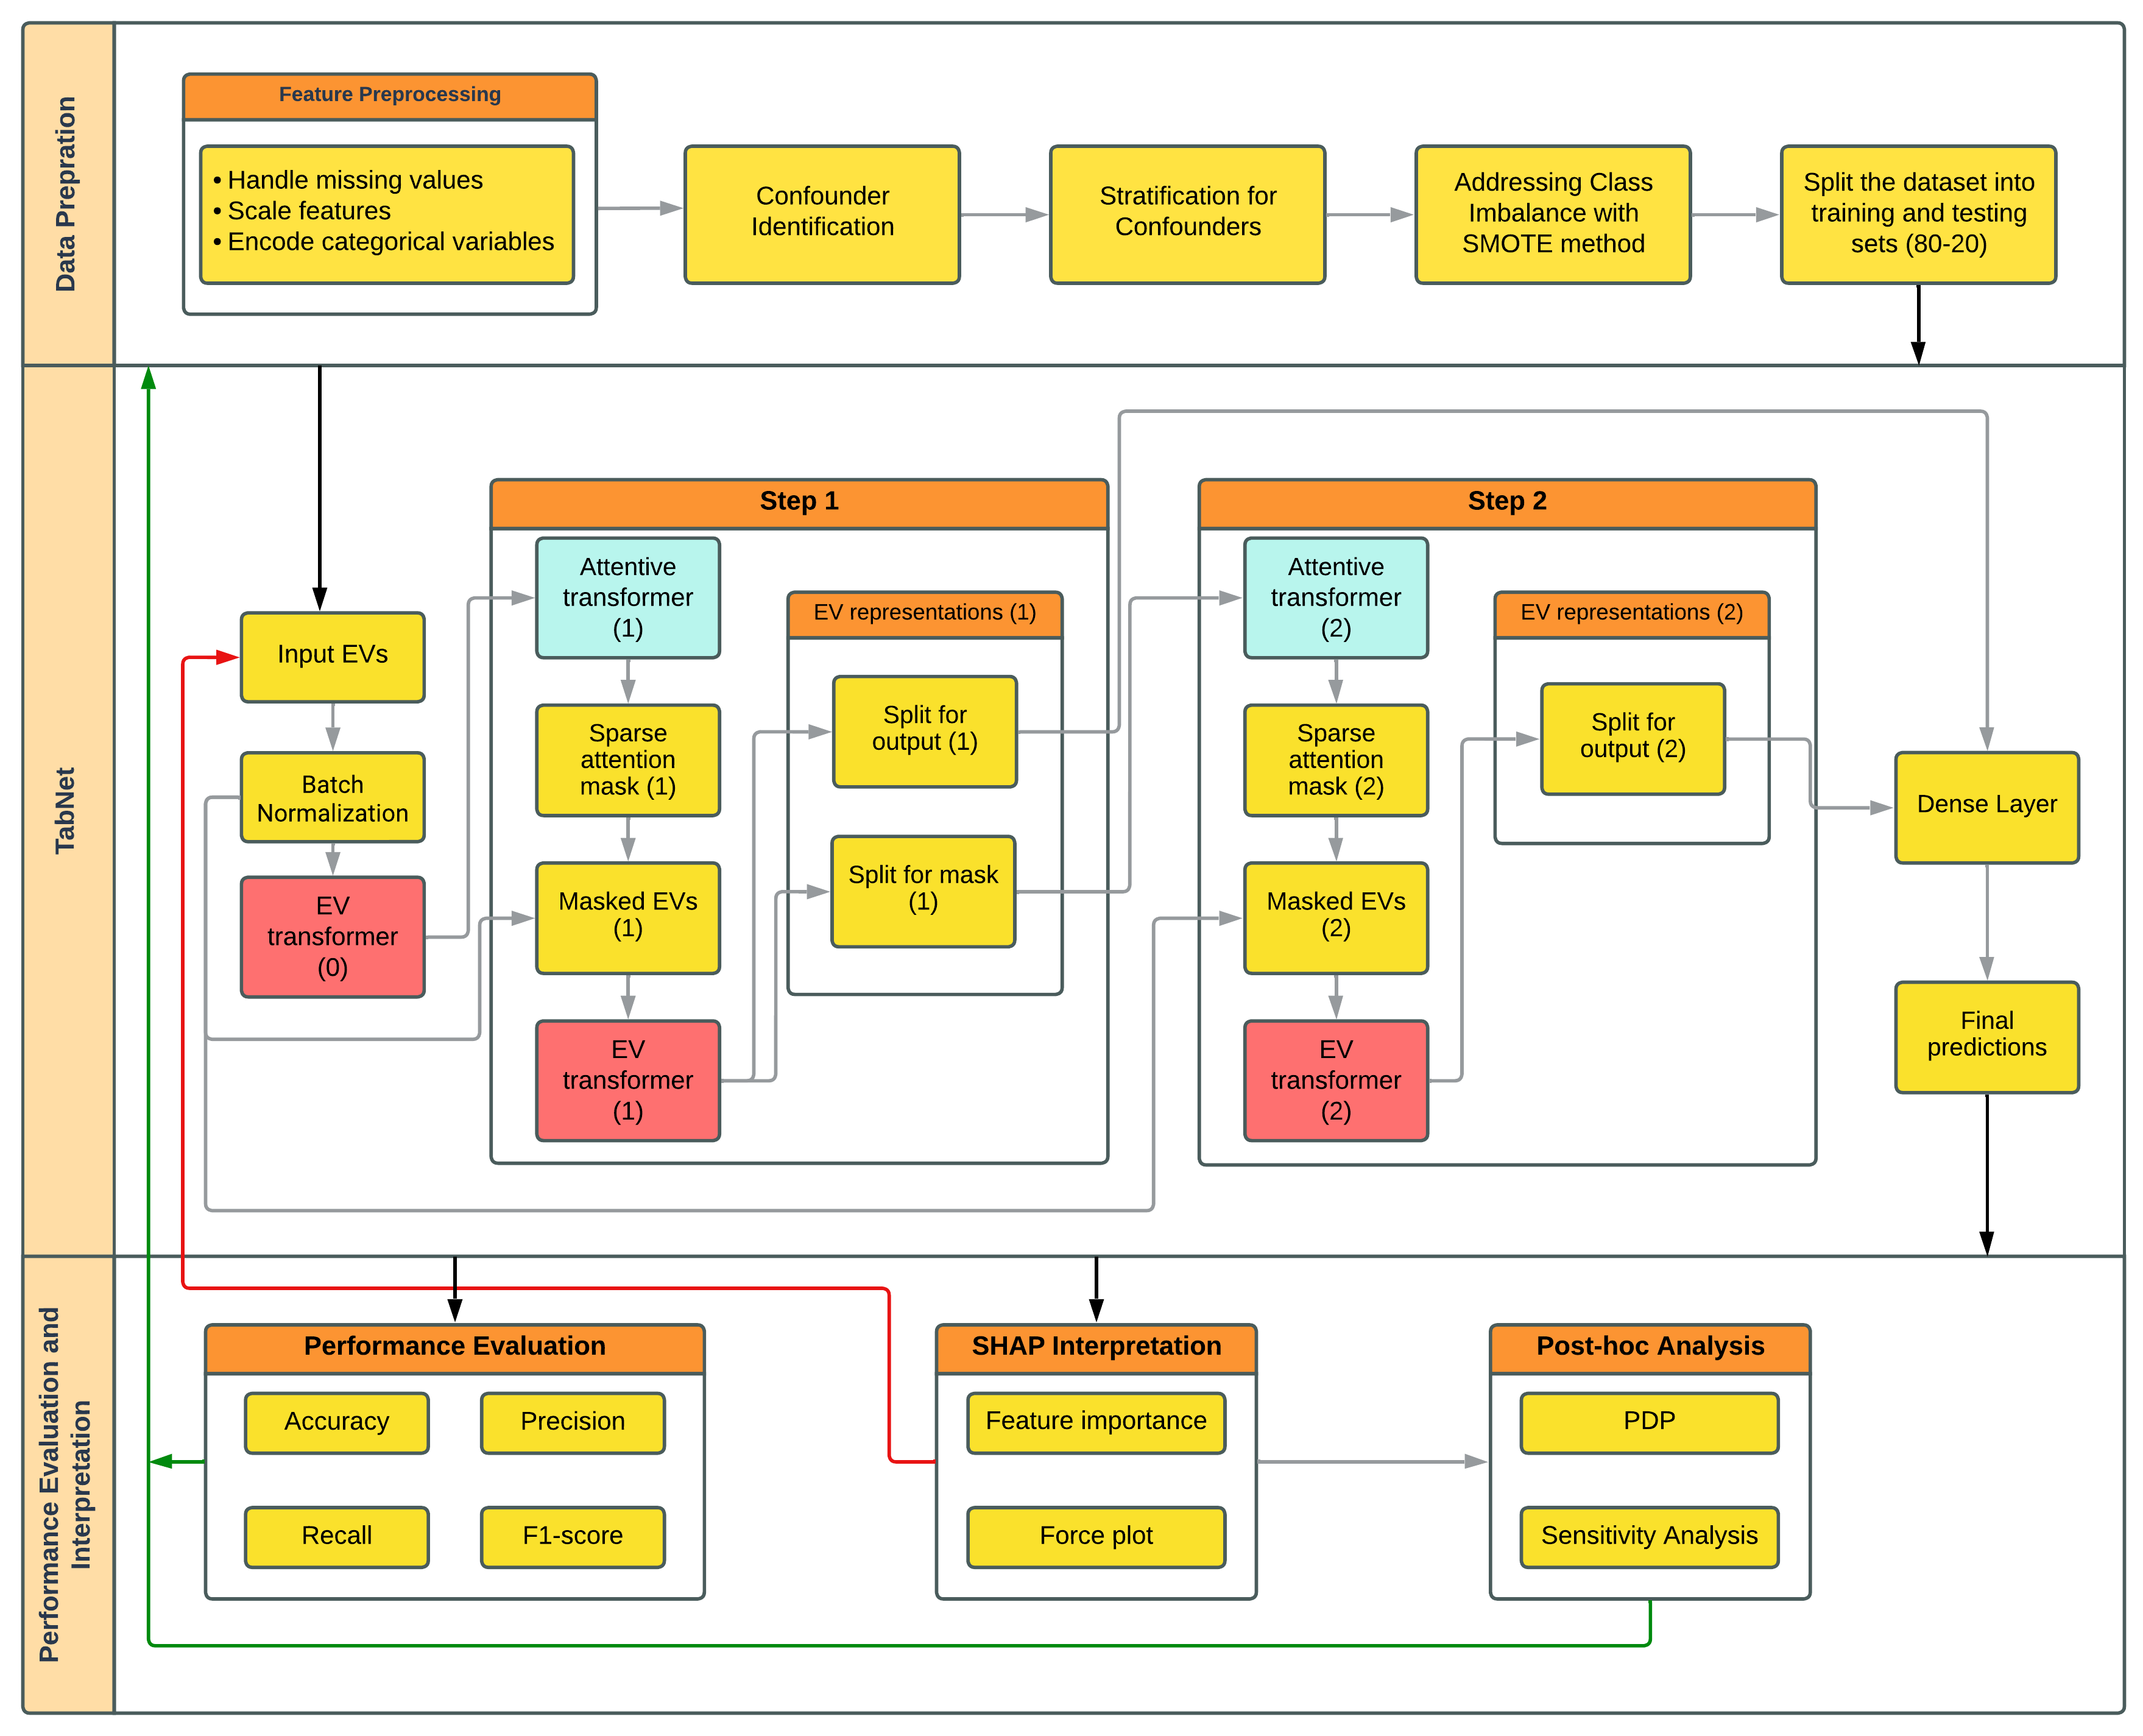 Data Prepration
Feature Preprocessing
• Handle missing values
• Scale features
• Encode categorical variables
Confounder
Identification
Stratification for
Confounders
Addressing Class
Imbalance with
SMOTE method
Split the dataset into
training and testing
sets (80-20)
TabNet
Input EVs
Batch
Normalization
EV
transformer
(0)
Step 1
Attentive
transformer
(1)
Sparse
attention
mask (1)
Masked EVs
(1)
EV
transformer
(1)
EV representations (1)
Split for
output (1)
Split for mask
(1)
Step 2
Attentive
transformer
(2)
Sparse
attention
mask (2)
Masked EVs
(2)
EV
transformer
(2)
EV representations (2)
Split for
output (2)
Dense Layer
Final
predictions
Performance Evaluation and
Interpretation
Performance Evaluation
Accuracy
Precision
Recall
F1-score
SHAP Interpretation
Feature importance
Force plot
Post-hoc Analysis
PDP
Sensitivity Analysis